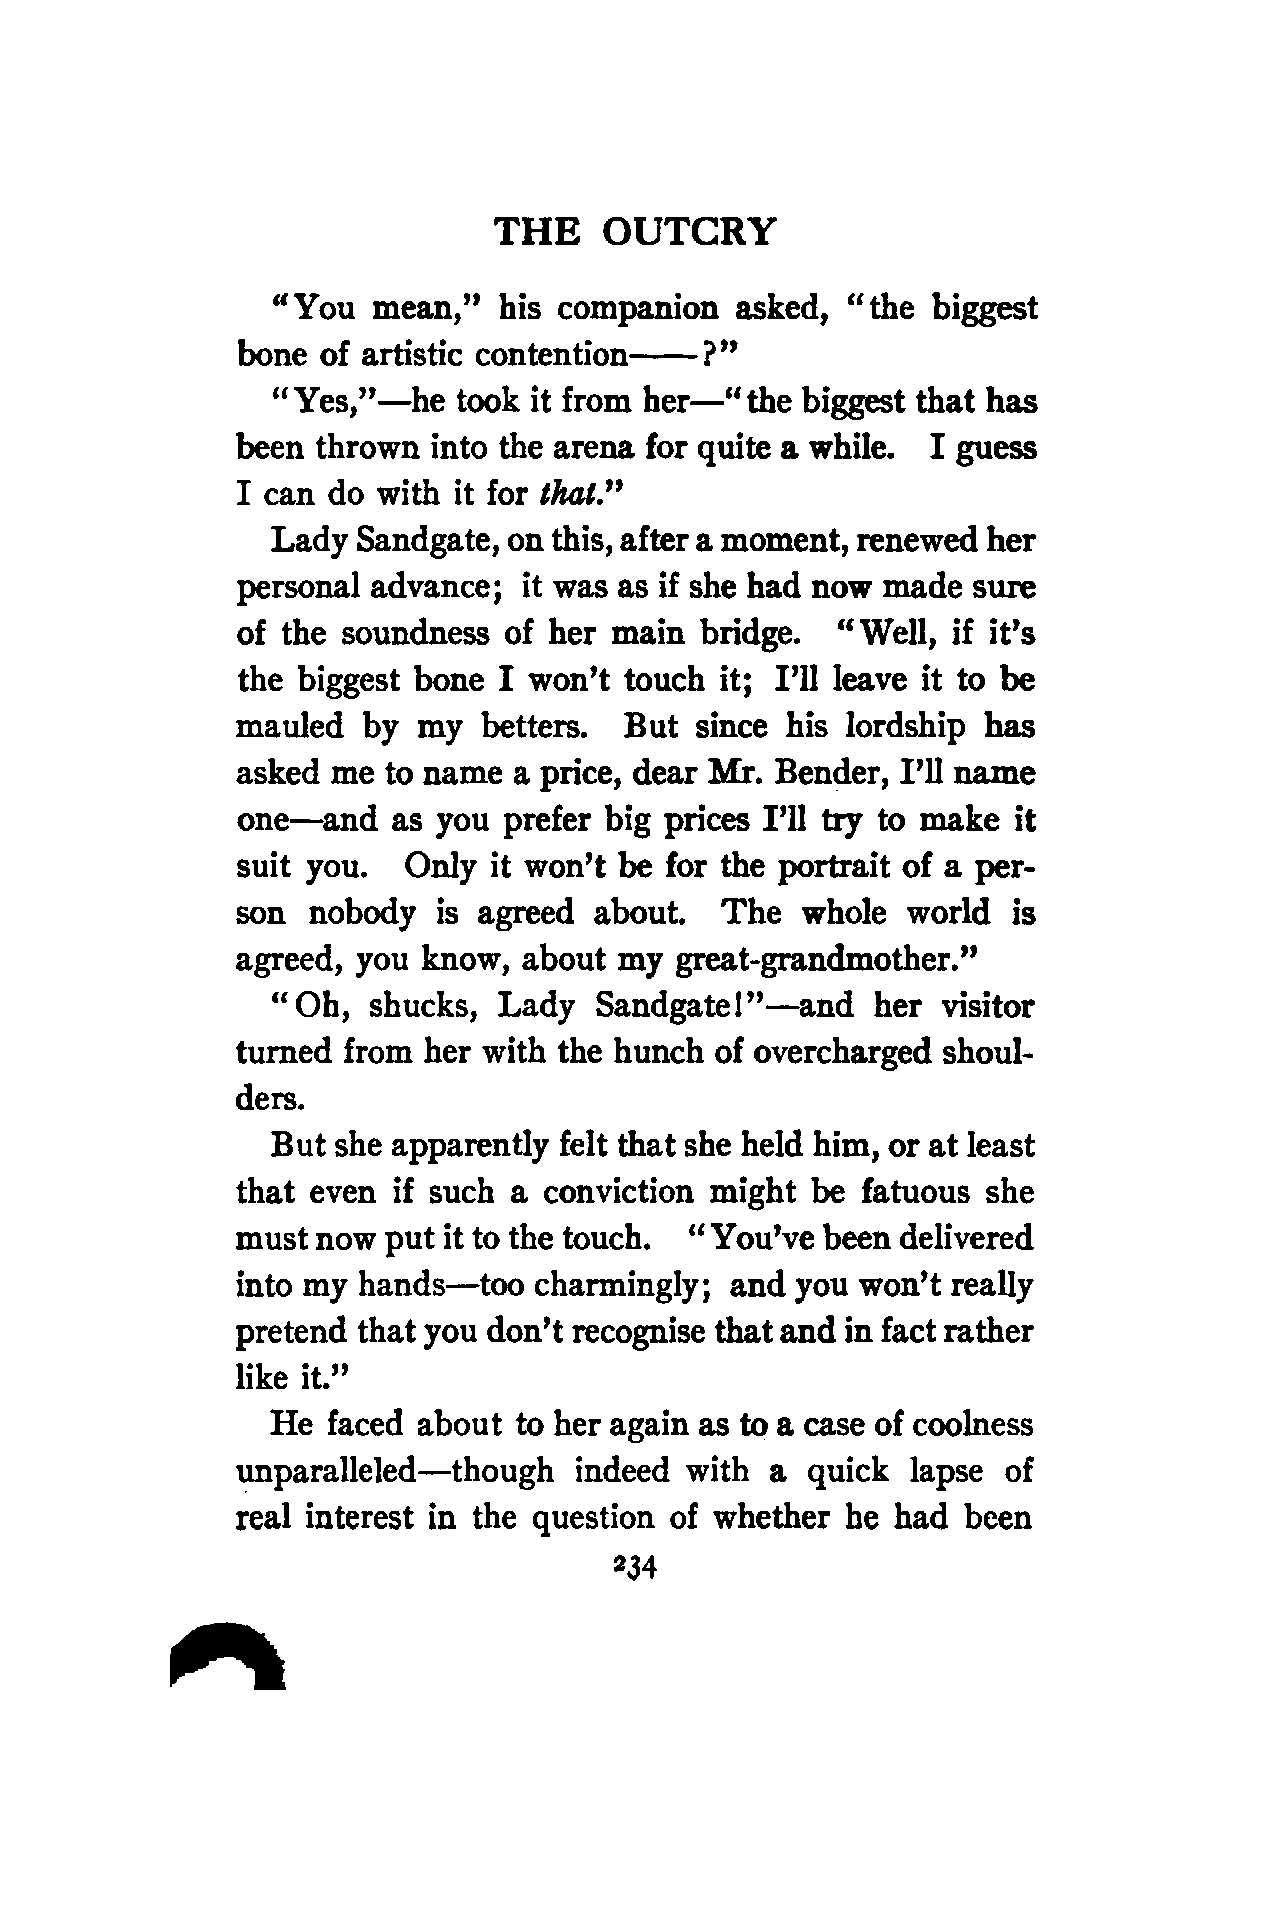 THE OUTCRY
"You mean," his companion asked, "the biggest
bone of artistic contention——?"
"Yes,"—he took it from her—"the biggest that has
been thrown into the arena for quite a while. I guess
I can do with it for that."
Lady Sandgate, on this, after a moment, renewed her
personal advance; it was as if she had now made sure
of the soundness of her main bridge. "Well, if it's
the biggest bone I won't touch it; I'll leave it to be
mauled by my betters. But since his lordship has
asked me to name a price, dear Mr. Bender, I'll name
one—and as you prefer big prices I'll try to make it
suit you. Only it won't be for the portrait of a per-
son nobody is agreed about. The whole world is
agreed, you know, about my great-grandmother."
"Oh, shucks, Lady Sandgate!"—and her visitor
turned from her with the hunch of overcharged shoul-
ders.
But she apparently felt that she held him, or at least
that even if such a conviction might be fatuous she
must now put it to the touch. "You've been delivered
into my hands—too charmingly; and you won't really
pretend that you don't recognise that and in fact rather
like it."
He faced about to her again as to a case of coolness
unparalleled—though indeed with a quick lapse of
real interest in the question of whether he had been
234